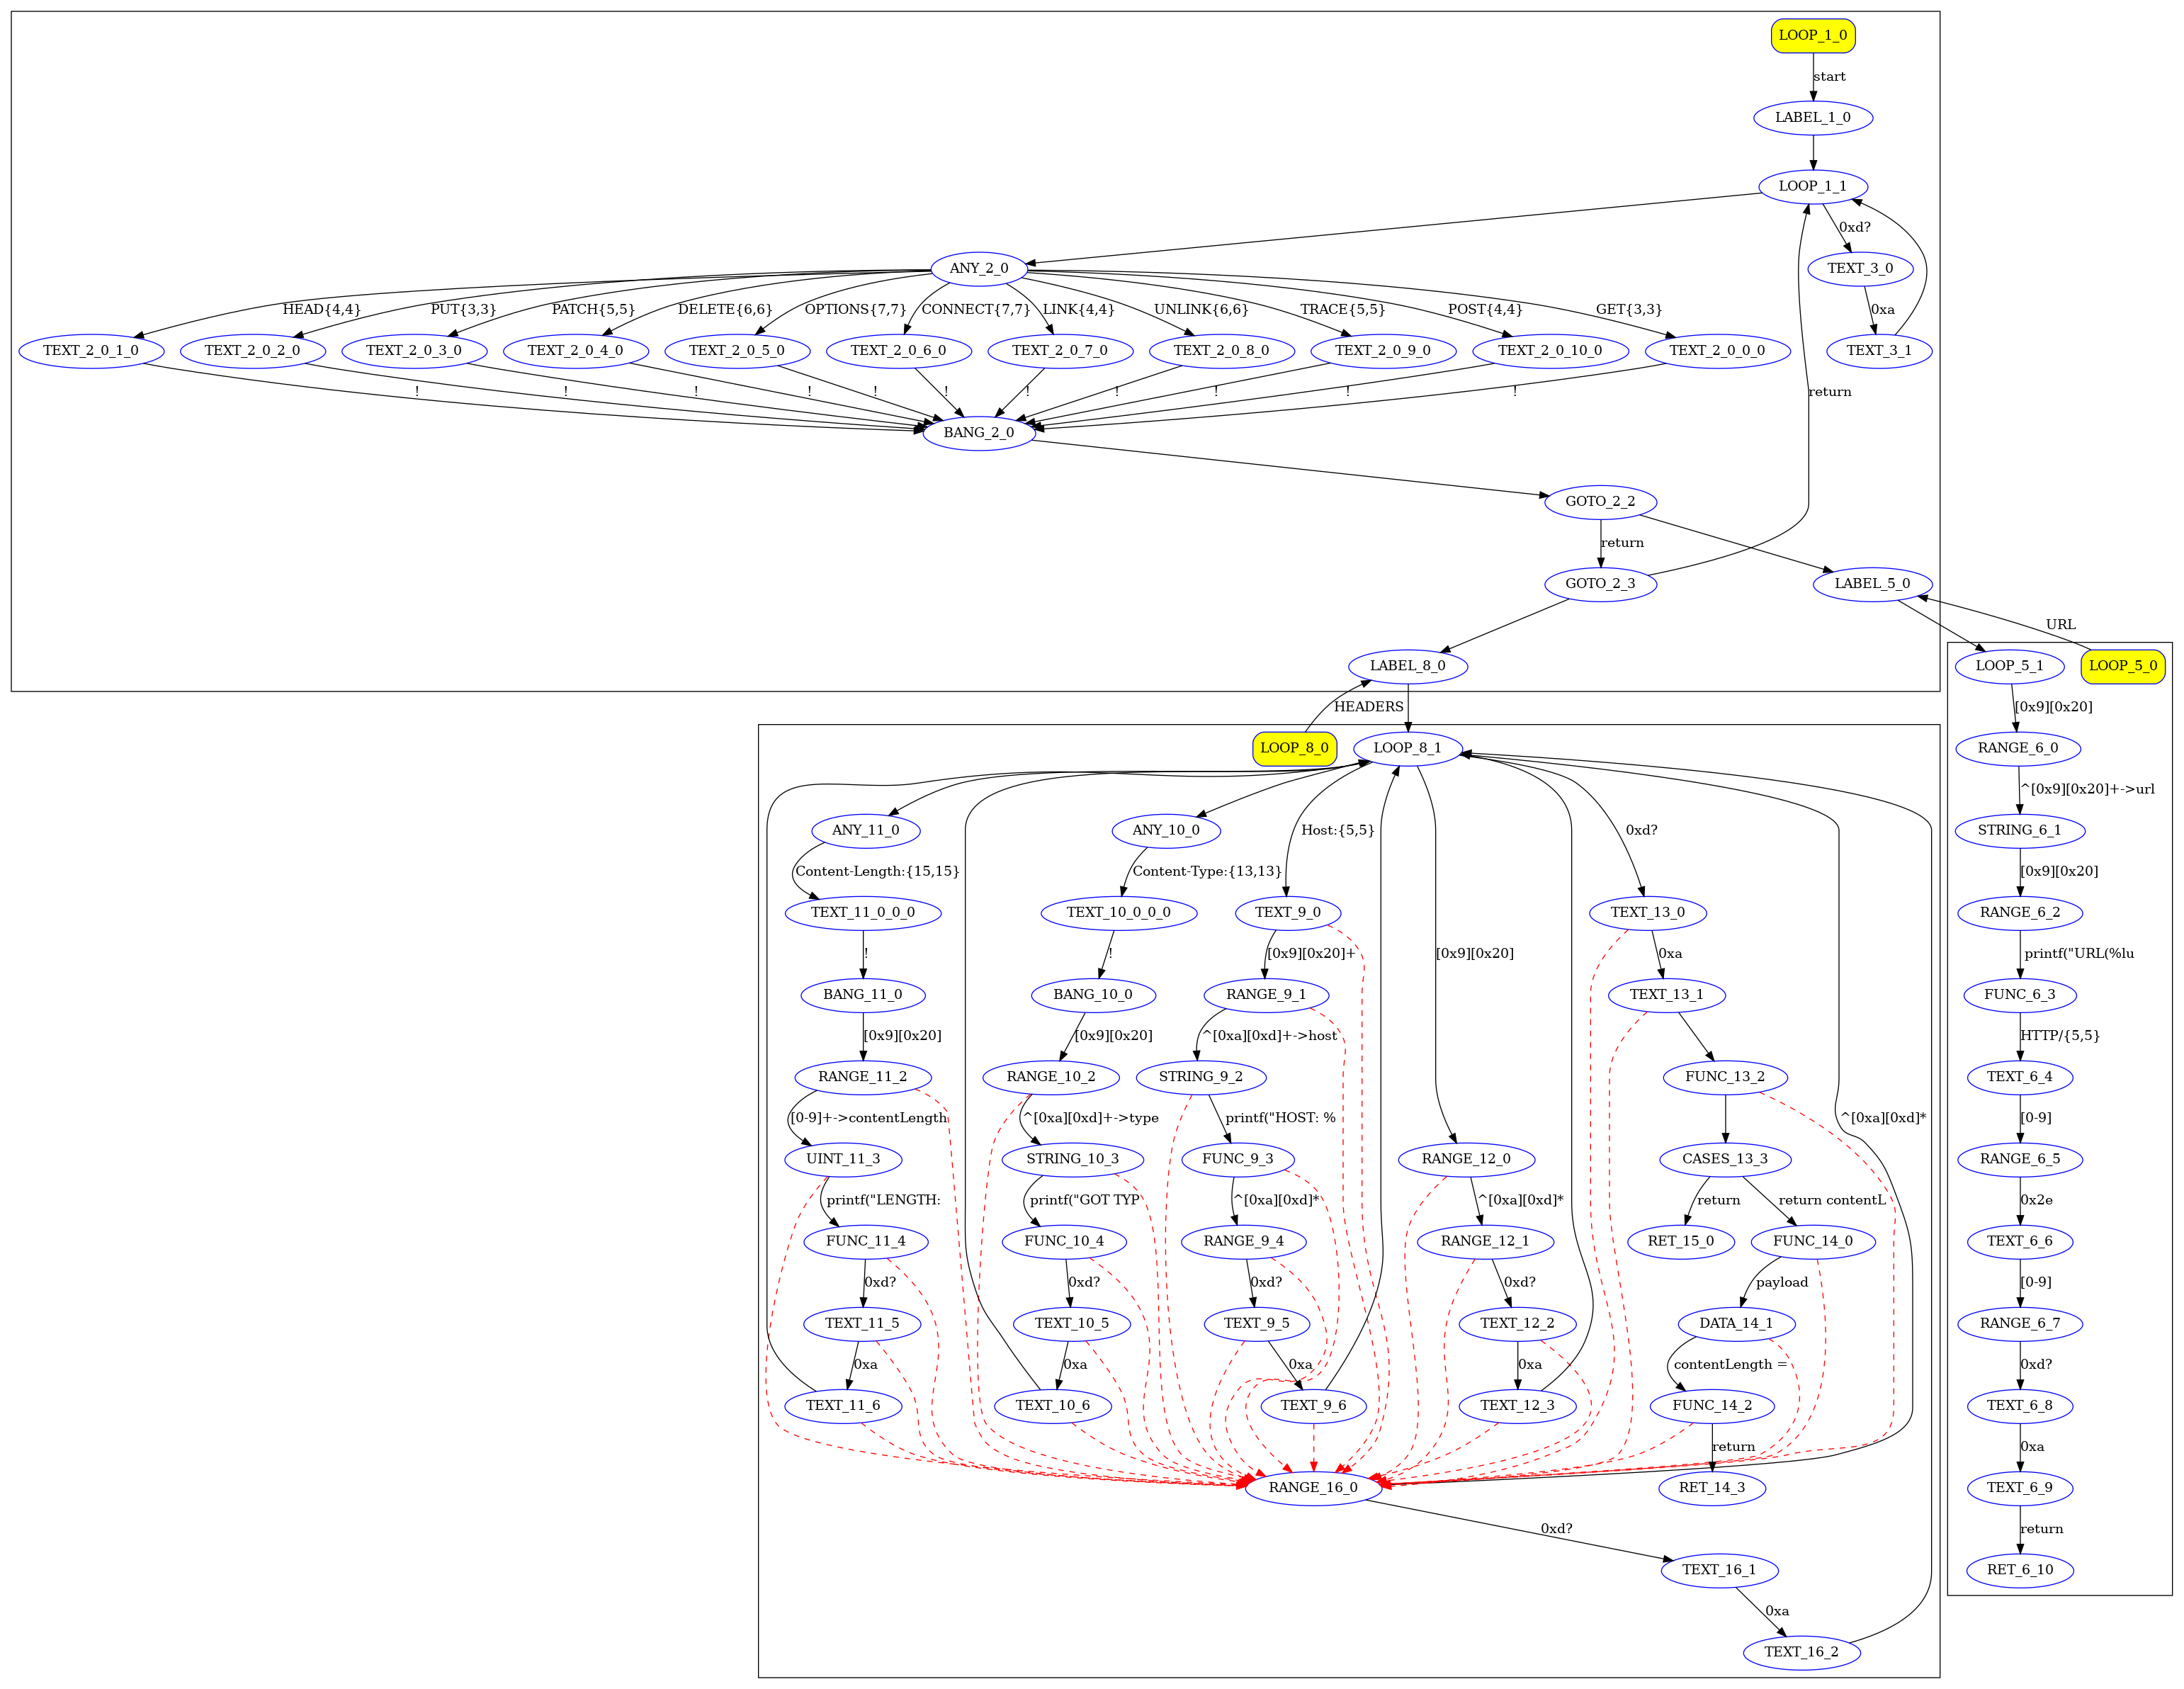 LOOP_1_0
start
LABEL_1_0
LOOP_1_1
0xd?
ANY_2_0
TEXT_3_0
HEAD{4,4}
PUT{3,3}
PATCH{5,5}
DELETE{6,6}
OPTIONS{7,7}
CONNECT{7,7}
LINK{4,4}
UNLINK{6,6}
TRACE{5,5}
POST{4,4}
GET{3,3}
0xa
TEXT_2_0_1_0
TEXT_2_0_2_0
TEXT_2_0_3_0
TEXT_2_0_4_0
TEXT_2_0_5_0
TEXT_2_0_6_0
TEXT_2_0_7_0
TEXT_2_0_8_0
TEXT_2_0_9_0
TEXT_2_0_10_0
TEXT_2_0_0_0
TEXT_3_1
!
!
!
!
!
!
!
!
!
!
!
return
BANG_2_0
GOTO_2_2
return
GOTO_2_3
LABEL_5_0
URL
LABEL_8_0
LOOP_5_1
LOOP_5_0
HEADERS
[0x9][0x20]
LOOP_8_0
LOOP_8_1
RANGE_6_0
^[0x9][0x20]+->url
ANY_11_0
ANY_10_0
Host:{5,5}
0xd?
STRING_6_1
Content-Length:{15,15}
Content-Type:{13,13}
[0x9][0x20]
TEXT_11_0_0_0
TEXT_10_0_0_0
TEXT_9_0
TEXT_13_0
RANGE_6_2
!
!
[0x9][0x20]+
[0x9][0x20]
0xa
printf("URL(%lu
BANG_11_0
BANG_10_0
RANGE_9_1
TEXT_13_1
FUNC_6_3
[0x9][0x20]
[0x9][0x20]
^[0xa][0xd]+->host
HTTP/{5,5}
RANGE_11_2
RANGE_10_2
STRING_9_2
FUNC_13_2
TEXT_6_4
[0-9]+->contentLength
^[0xa][0xd]+->type
printf("HOST: %
^[0xa][0xd]*
[0-9]
UINT_11_3
STRING_10_3
FUNC_9_3
RANGE_12_0
CASES_13_3
RANGE_6_5
printf("LENGTH:
printf("GOT TYP
^[0xa][0xd]*
^[0xa][0xd]*
return
return contentL
0x2e
FUNC_11_4
FUNC_10_4
RANGE_9_4
RANGE_12_1
RET_15_0
FUNC_14_0
TEXT_6_6
0xd?
0xd?
0xd?
0xd?
payload
[0-9]
TEXT_11_5
TEXT_10_5
TEXT_9_5
TEXT_12_2
DATA_14_1
RANGE_6_7
0xa
0xa
0xa
0xa
contentLength =
0xd?
TEXT_11_6
TEXT_10_6
TEXT_9_6
TEXT_12_3
FUNC_14_2
TEXT_6_8
return
0xa
RANGE_16_0
RET_14_3
TEXT_6_9
0xd?
return
TEXT_16_1
RET_6_10
0xa
TEXT_16_2